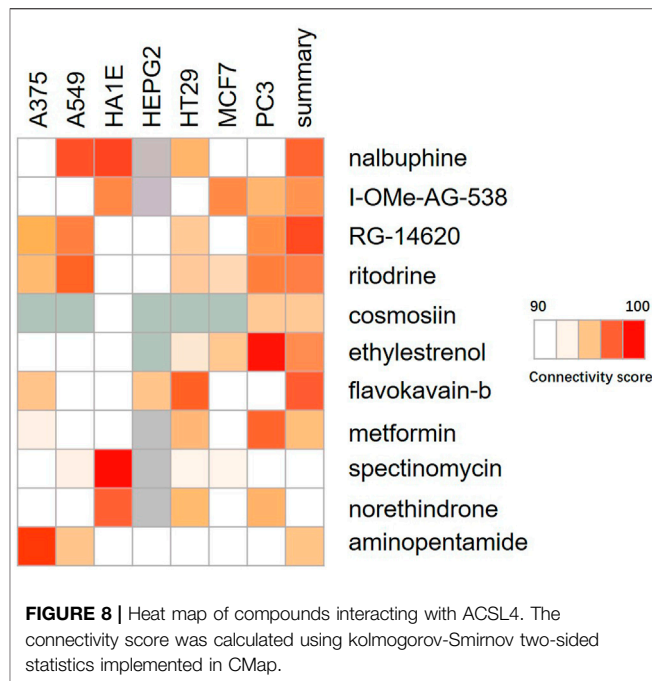 A375
A549
HA1E
HEPG2
HT29
MCF7
PC3
summary
nalbuphine
I-OMe-AG-538
RG-14620
ritodrine
cosmosiin
ethylestrenol
flavokavain-b
metformin
spectinomycin
norethindrone
aminopentamide
90 100
Connectivity score
FIGURE 8 | Heat map of compounds interacting with ACSL4. The
connectivity score was calculated using kolmogorov-Smirnov two-sided
statistics implemented in CMap.